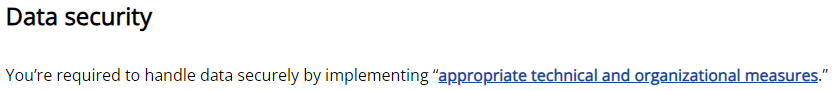 Data security
You’re required to handle data securely by implementing “appropriate technical and organizational measures.”